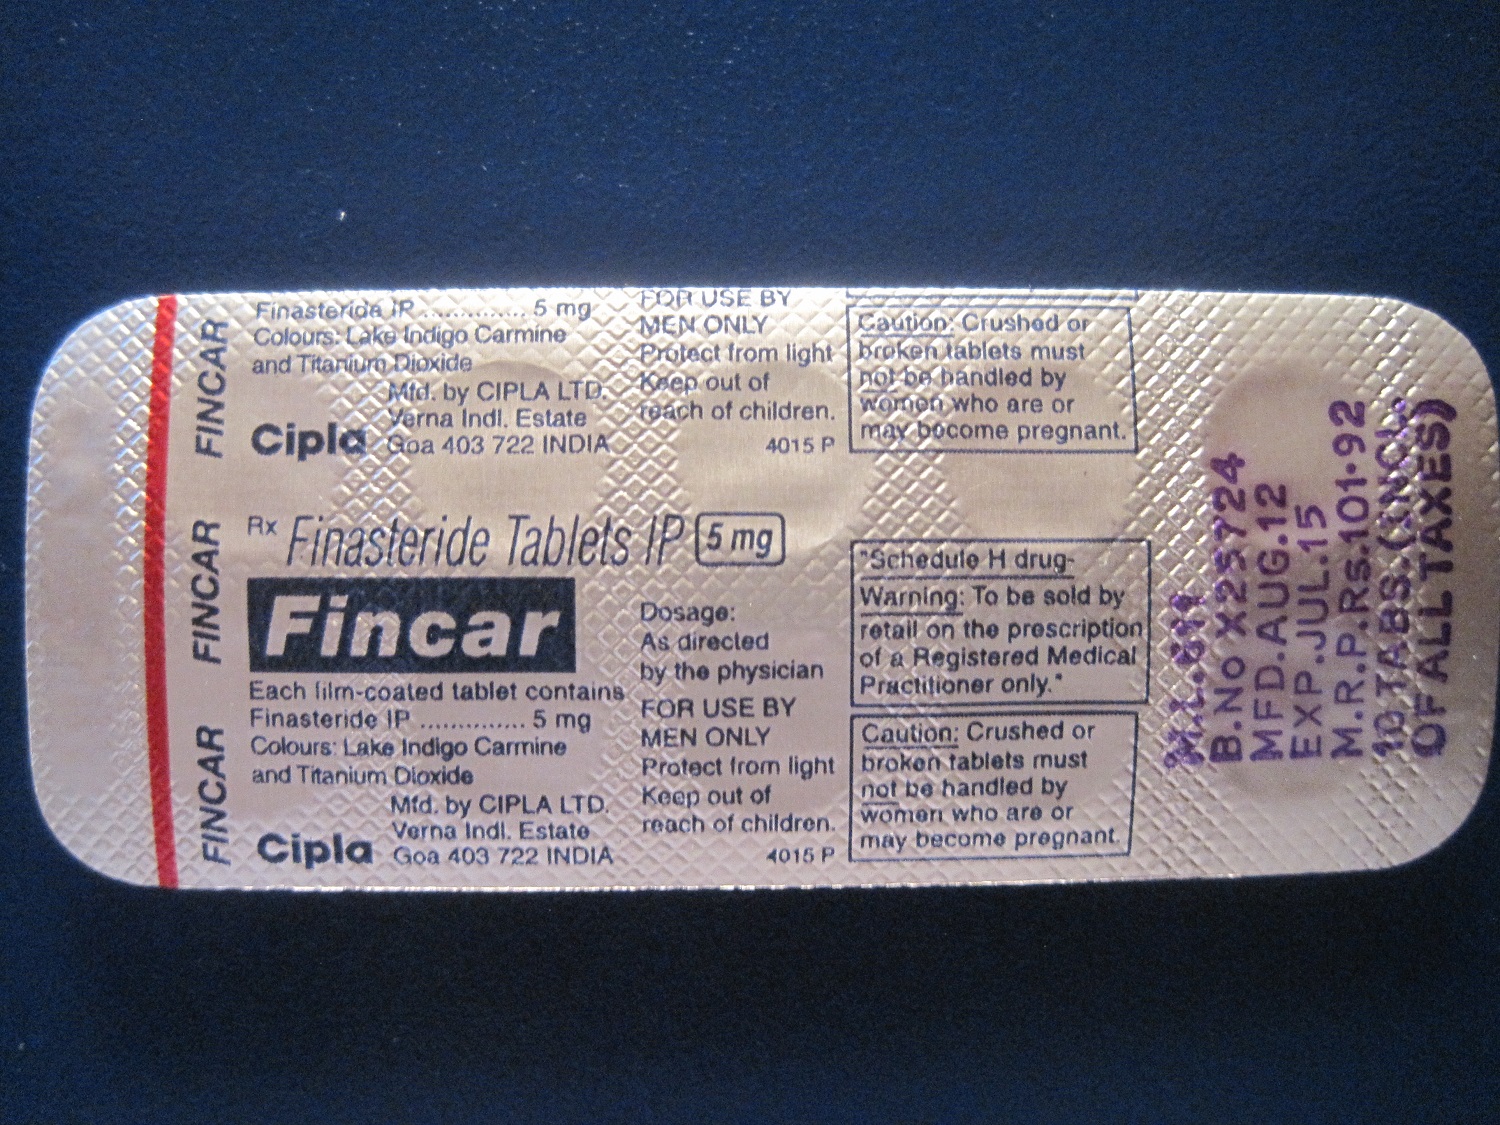 FINCAR
FINCAR
FINCAR
Finasteride IP ............. 5 mg
Colours: Lake Indigo Carmine
and Titanium Dioxide
Mfd. by CIPLA LTD.
Verna Indl. Estate
Cipla Goa 403 722 INDIA
FOR USE BY
MEN ONLY
Protect from light
Keep out of
reach of children.
4015 P
Caution: Crushed or
broken tablets must
not be handled by
women who are or
may become pregnant.
Rx Finasteride Tablets IP 5 mg
Fincar
Each film-coated tablet contains
Finasteride IP ............. 5 mg
Colours: Lake Indigo Carmine
and Titanium Dioxide
Mfd. by CIPLA LTD.
Verna Indl. Estate
Cipla Goa 403 722 INDIA
Dosage:
As directed
by the physician
FOR USE BY
MEN ONLY
Protect from light
Keep out of
reach of children.
4015 P
"Schedule H drug-
Warning: To be sold by
retail on the prescription
of a Registered Medical
Practitioner only."
Caution: Crushed or
broken tablets must
not be handled by
women who are or
may become pregnant.
M.L.
B.No X25724
MFD.AUG.12
EXP.JUL.15
M.R.P.Rs.101.92
10 TABS.(INCL.
OF ALL TAXES)